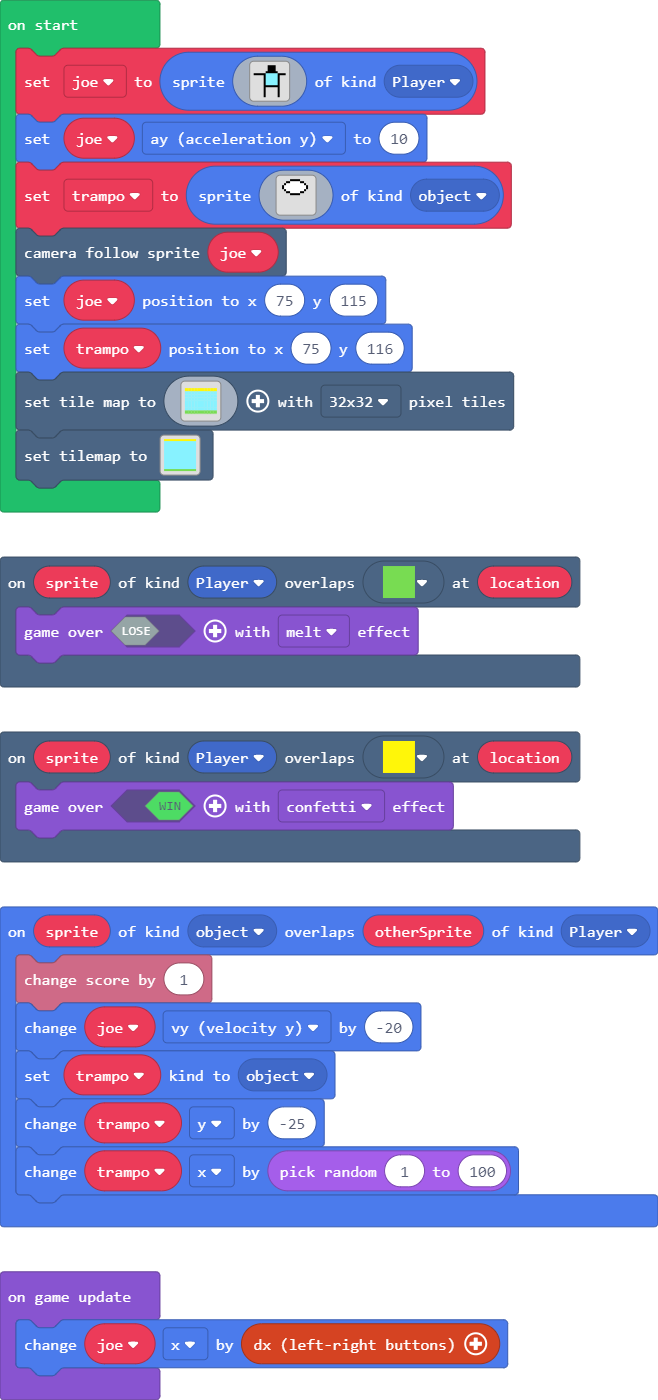 on start
set joe to sprite of kind Player
set joe ay (acceleration y) to 10
set trampo to sprite of kind object
camera follow sprite joe
set joe position to x 75 y 115
set trampo position to x 75 y 116
set tile map to with 32x32 pixel tiles
set tilemap to
on sprite of kind Player overlaps at location
game over LOSE with melt effect
on sprite of kind Player overlaps at location
game over WIN with confetti effect
on sprite of kind object overlaps otherSprite of kind Player
change score by 1
change joe vy (velocity y) by -20
set trampo kind to object
change trampo y by -25
change trampo x by pick random 1 to 100
on game update
change joe x by dx (left-right buttons)